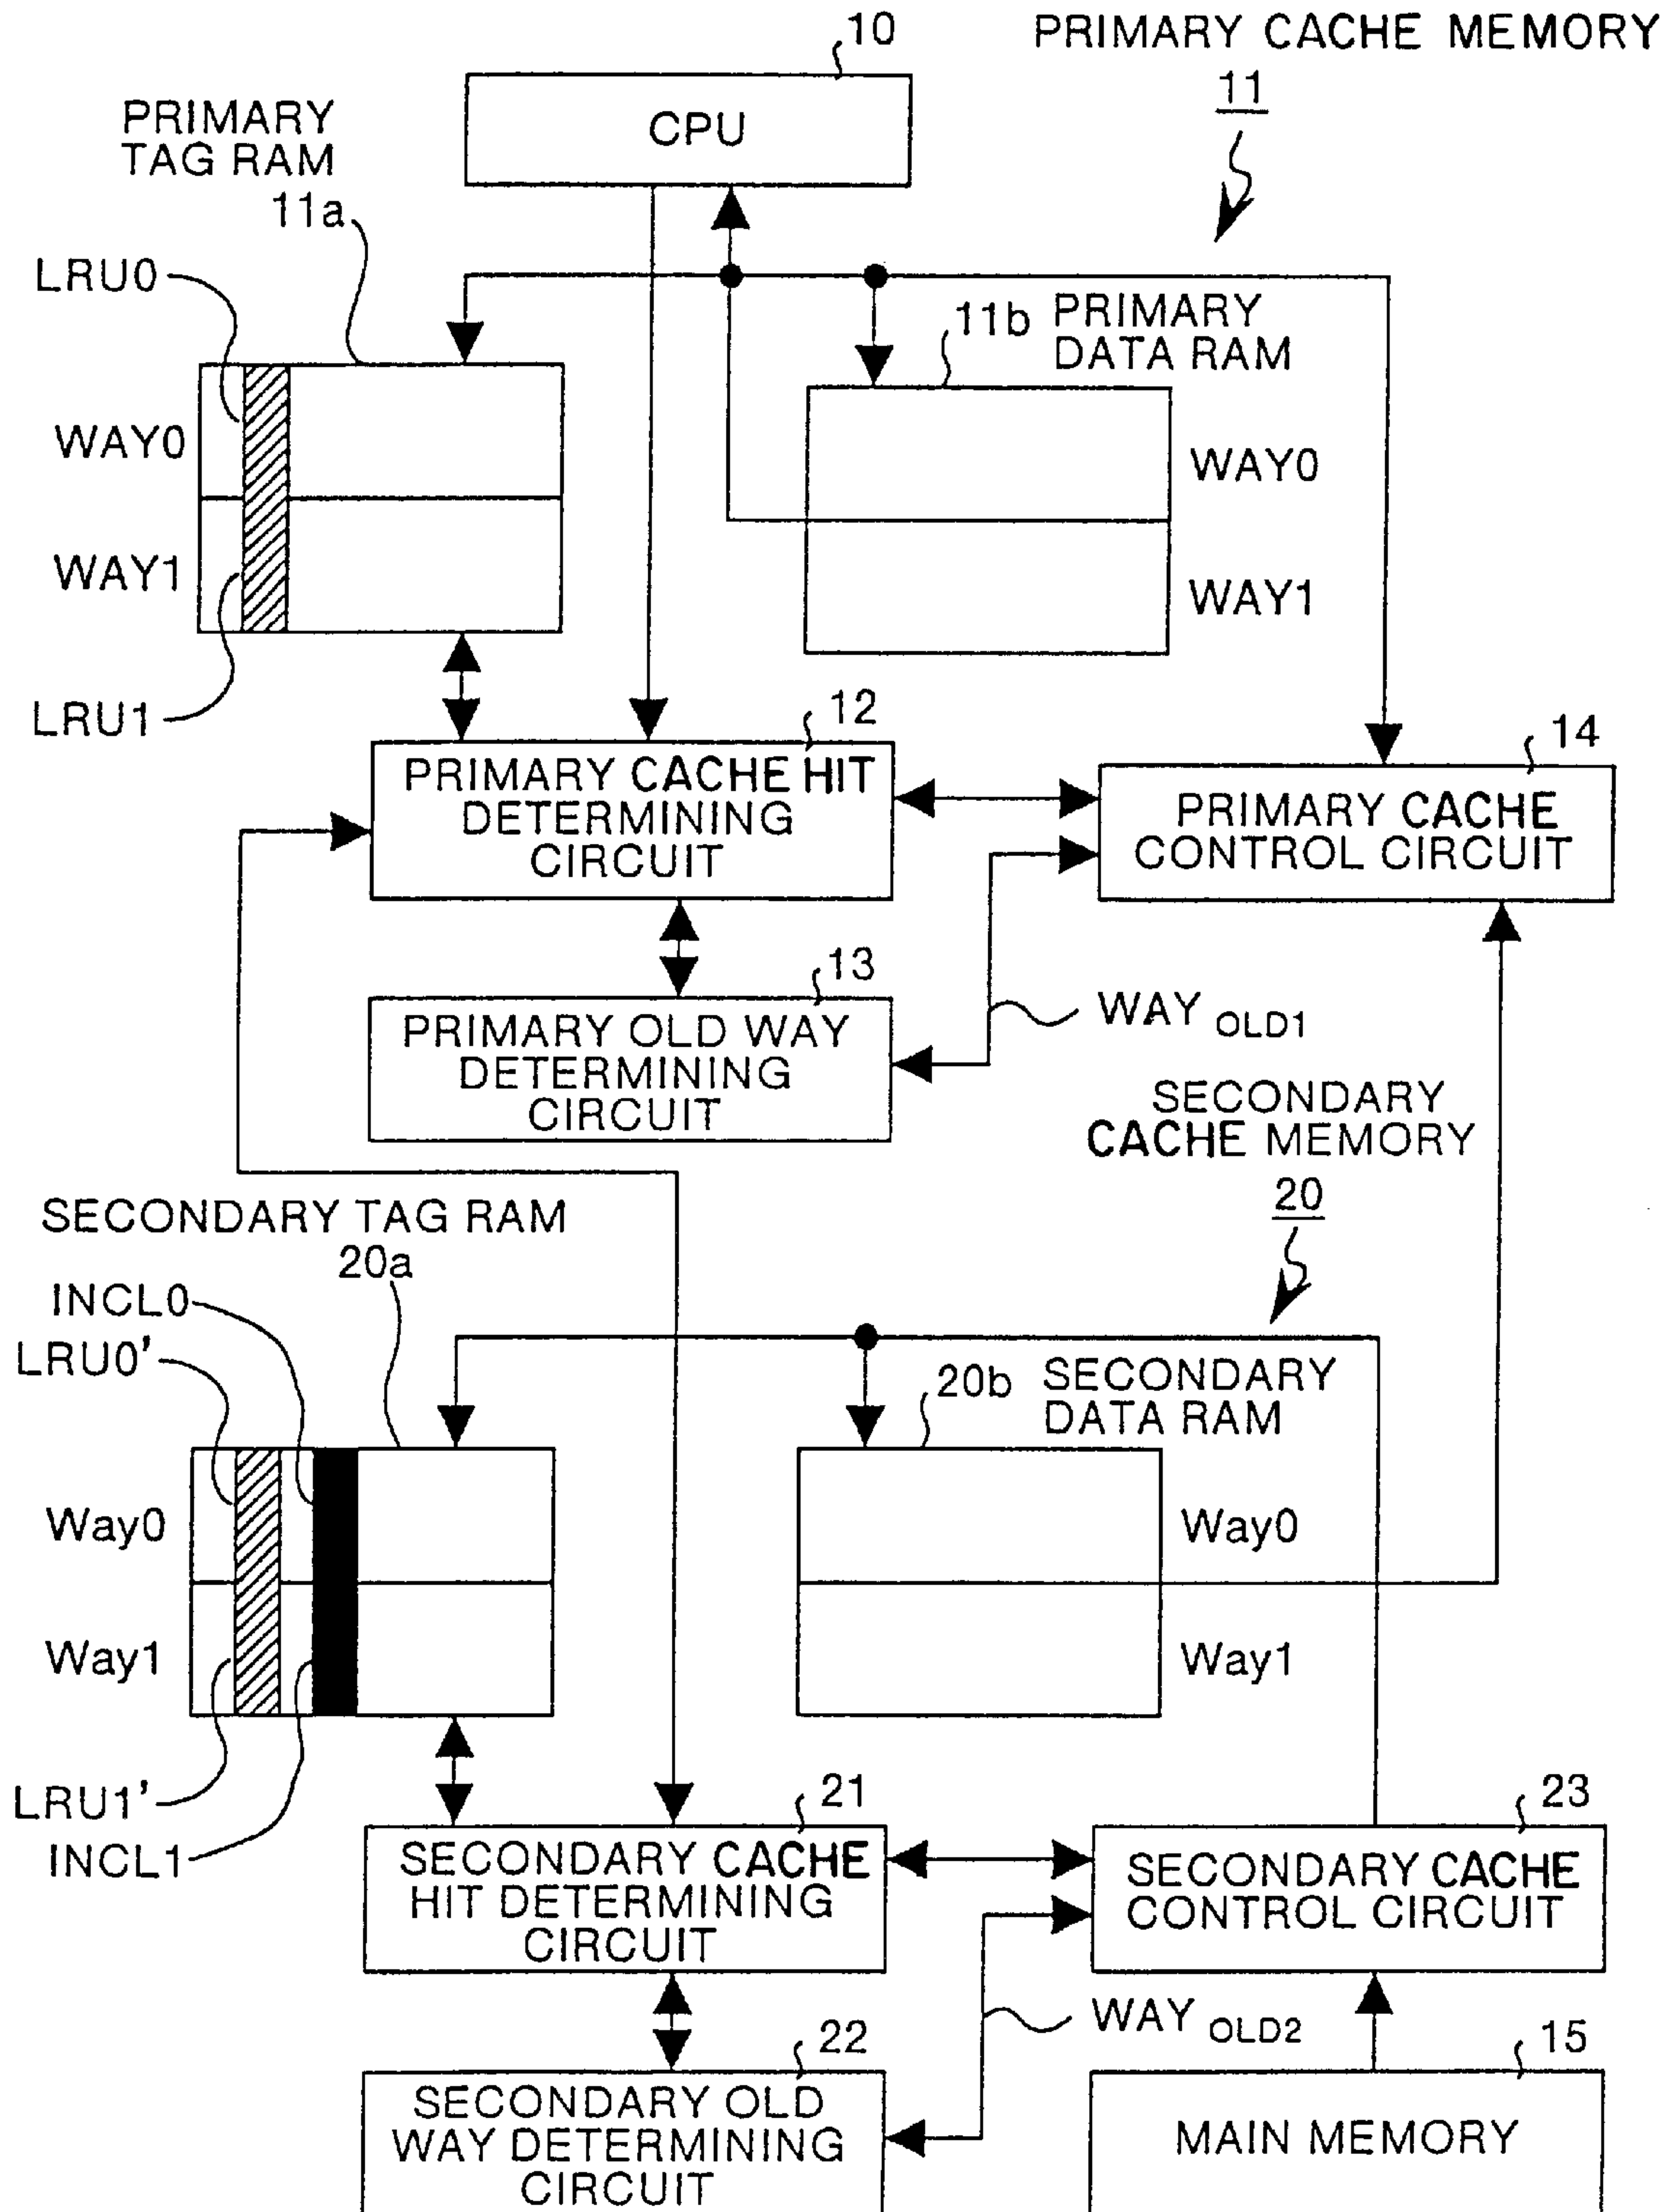 10
PRIMARY CACHE MEMORY
11
CPU
PRIMARY
TAG RAM
11a
LRU0
11b
PRIMARY
DATA RAM
WAY0
WAY0
WAY1
WAY1
LRU1
12
14
PRIMARY CACHE HIT
DETERMINING
CIRCUIT
PRIMARY CACHE
CONTROL CIRCUIT
13
PRIMARY OLD WAY
DETERMINING
CIRCUIT
WAY OLD1
SECONDARY
CACHE MEMORY
20
SECONDARY TAG RAM
20a
INCL0
LRU0'
20b
SECONDARY
DATA RAM
Way0
Way0
Way1
Way1
LRU1'
INCL1
21
23
SECONDARY CACHE
HIT DETERMINING
CIRCUIT
SECONDARY CACHE
CONTROL CIRCUIT
WAY OLD2
22
15
SECONDARY OLD
WAY DETERMINING
CIRCUIT
MAIN MEMORY